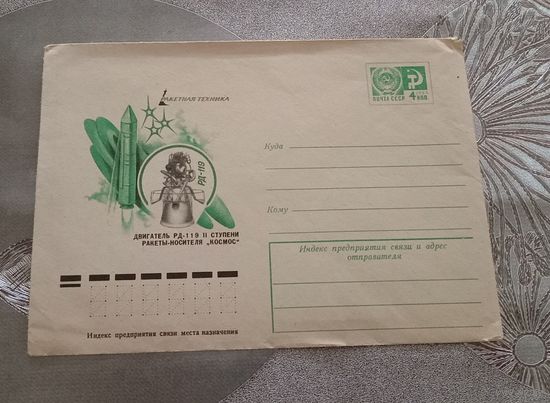 РАКЕТНАЯ ТЕХНИКА
РД-119
ДВИГАТЕЛЬ РД-119 II СТУПЕНИ
РАКЕТЫ-НОСИТЕЛЯ „КОСМОС"
ПОЧТА СССР
4 КОП
Куда
Кому
Индекс предприятия связи и адрес
отправителя
Индекс предприятия связи места назначения